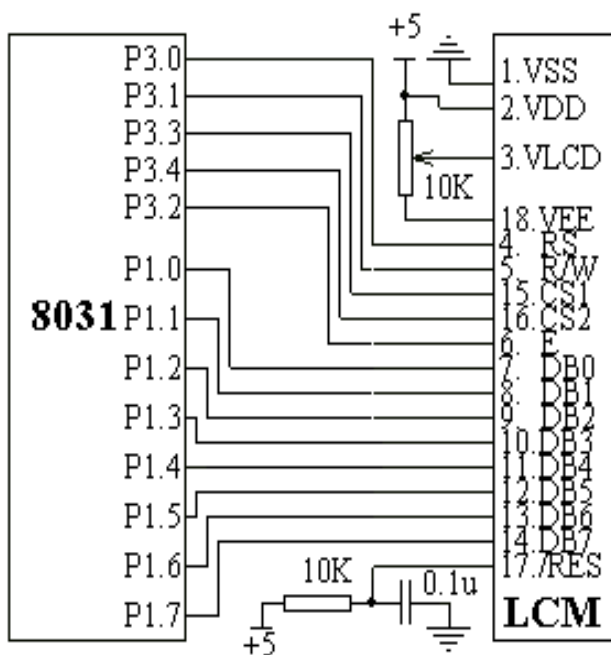 P3.0
P3.1
P3.3
P3.4
P3.2
P1.0
8031
P1.1
P1.2
P1.3
P1.4
P1.5
P1.6
P1.7
+5
10K
10K
0.1u
+5
1.VSS
2.VDD
3.VLCD
18.VEE
4. RS
5. R/W
15.CS1
16.CS2
6. E
7. DB0
8. DB1
9. DB2
10.DB3
11.DB4
12.DB5
13.DB6
14.DB7
17./RES
LCM